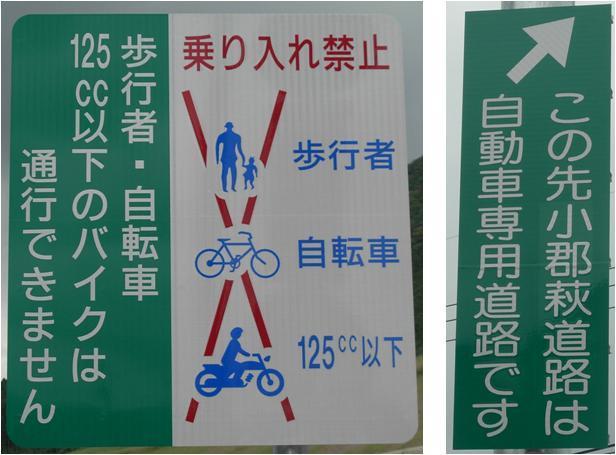 歩行者・自転車
125cc以下のバイクは
通行できません
乗り入れ禁止
歩行者
自転車
125cc以下
この先小郡萩道路は
自動車専用道路です